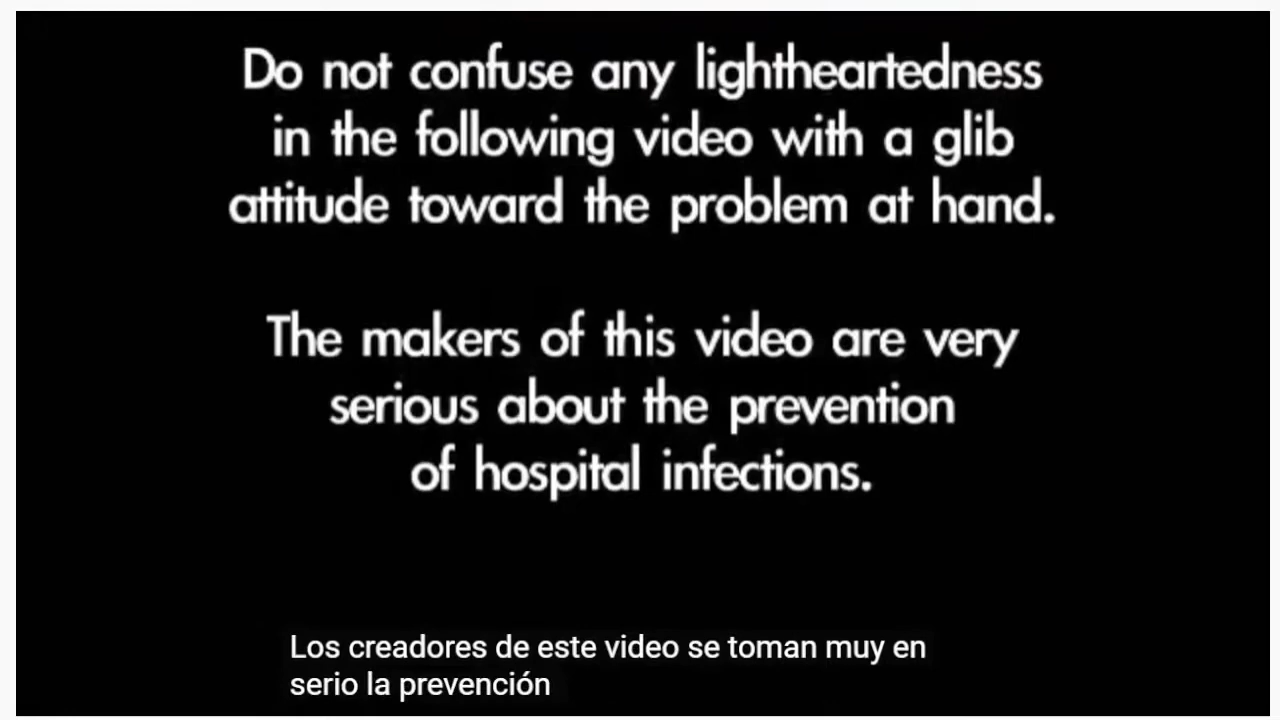 Do not confuse any lightheartedness
in the following video with a glib
attitude toward the problem at hand.
The makers of this video are very
serious about the prevention
of hospital infections.
Los creadores de este video se toman muy en
serio la prevención